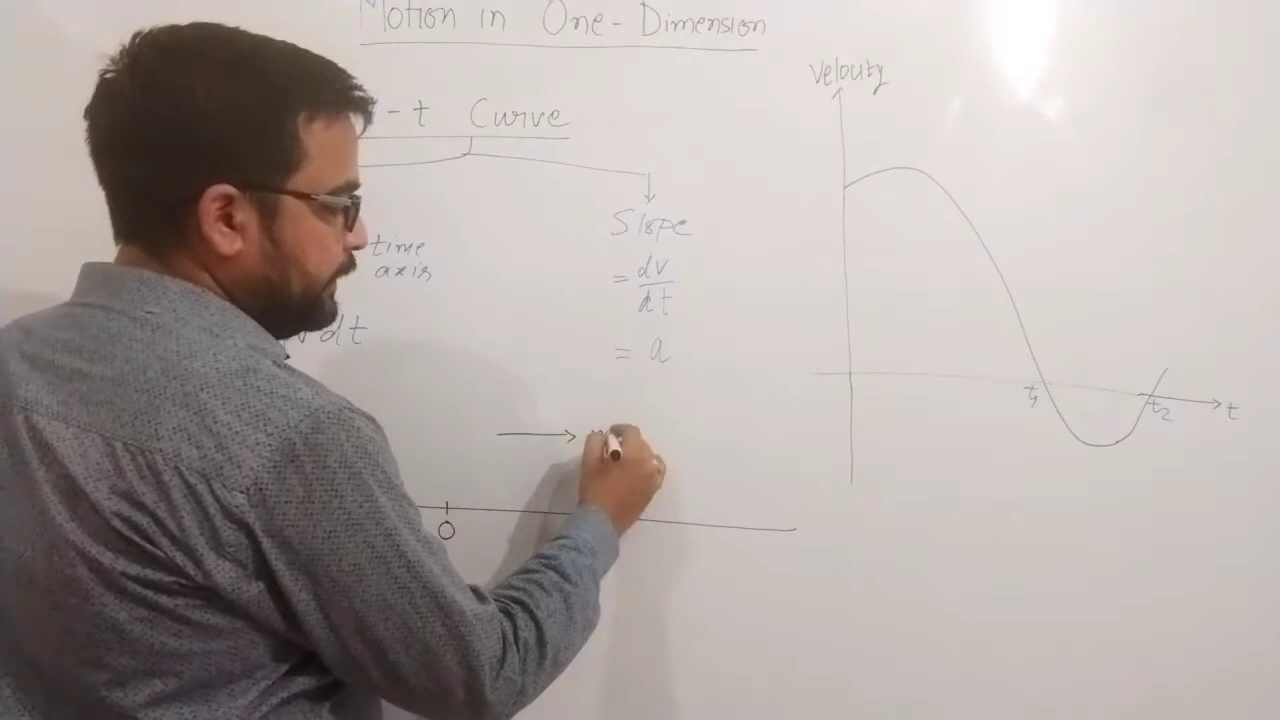 Motion in One-Dimension
-t Curve
time
axis
v dt
Slope
= dv/dt
= a
O
Velocity
t₁
t₂
t